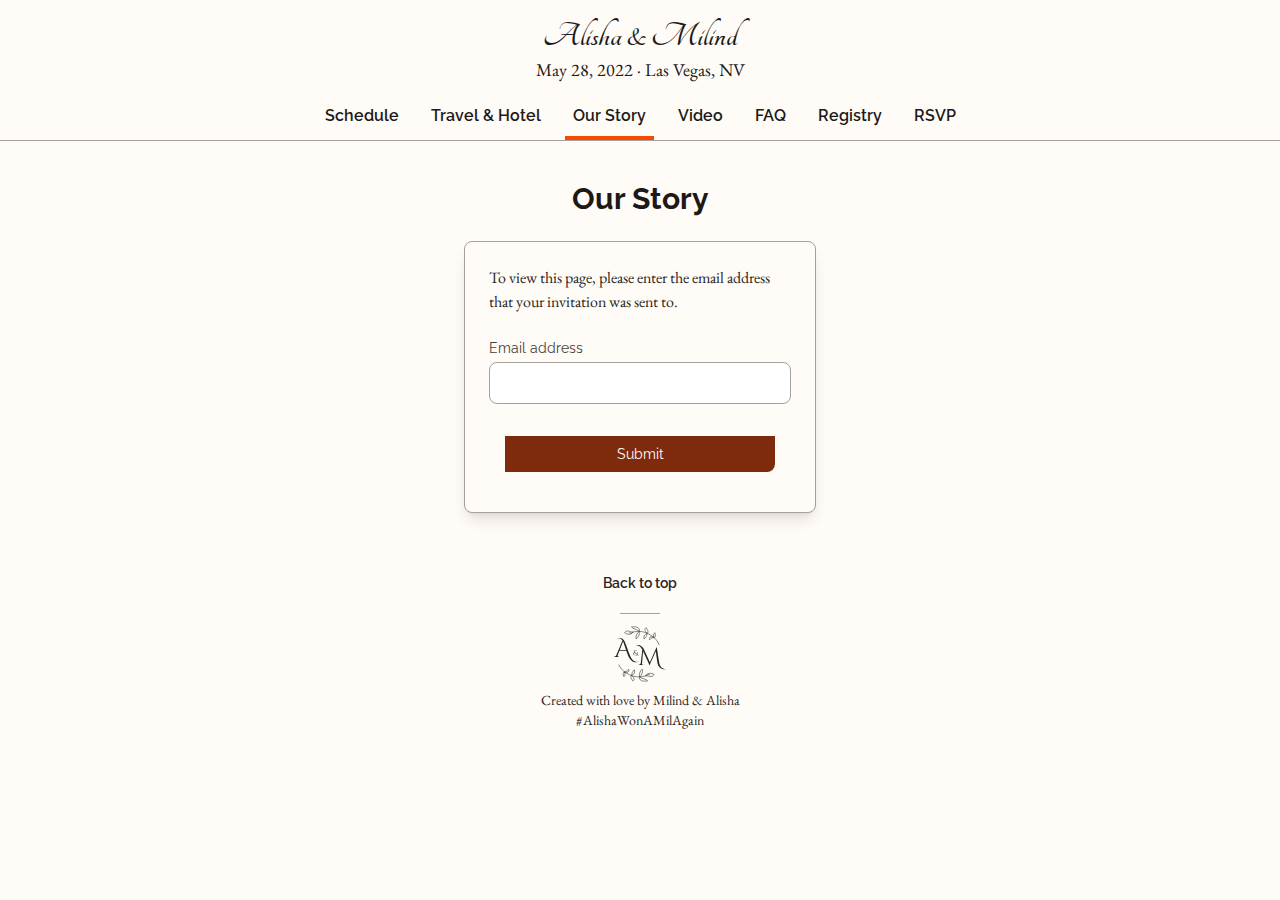 Alisha & Milind
May 28, 2022 · Las Vegas, NV
Schedule Travel & Hotel Our Story Video FAQ Registry RSVP
Our Story
To view this page, please enter the email address
that your invitation was sent to.
Email address
Submit
Back to top
A&M
Created with love by Milind & Alisha
#AlishaWonAMilAgain